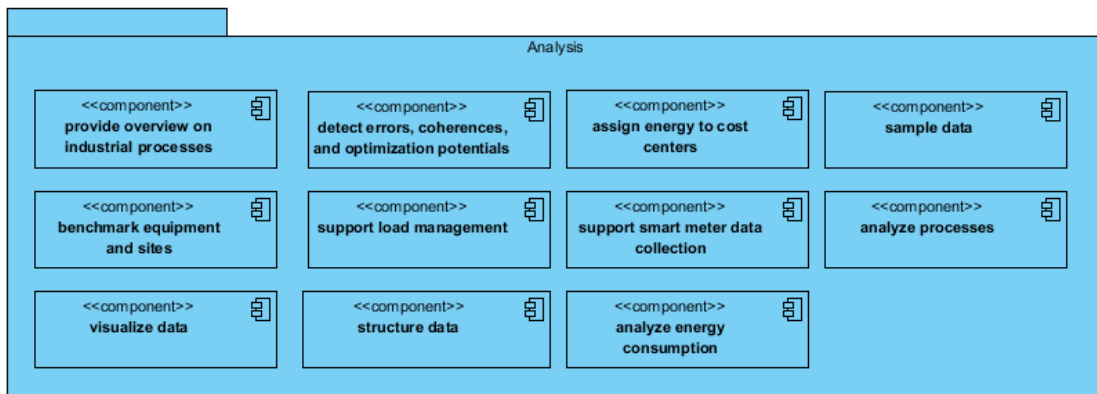 Analysis
<<component>>
provide overview on
industrial processes
<<component>>
detect errors, coherences,
and optimization potentials
<<component>>
assign energy to cost
centers
<<component>>
sample data
<<component>>
benchmark equipment
and sites
<<component>>
support load management
<<component>>
support smart meter data
collection
<<component>>
analyze processes
<<component>>
visualize data
<<component>>
structure data
<<component>>
analyze energy
consumption